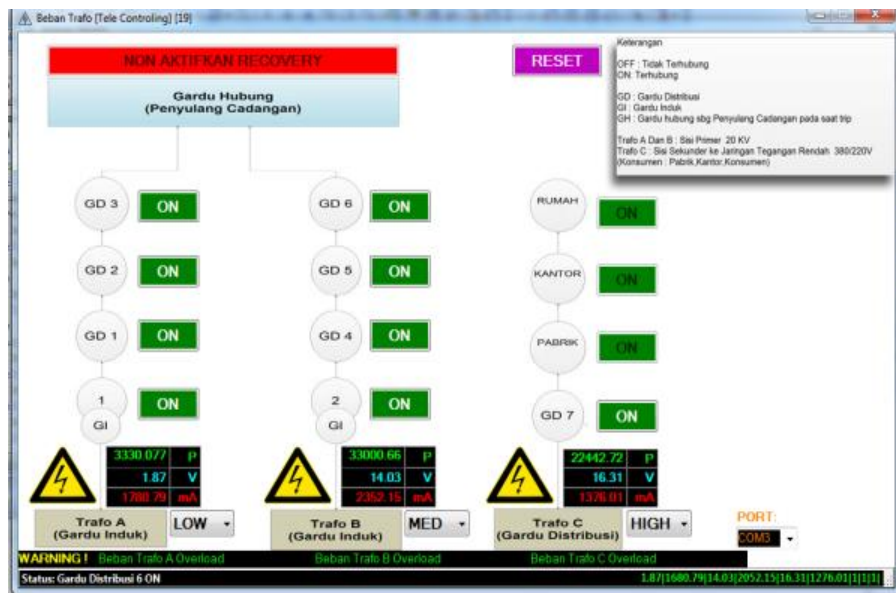 Beban Trafo [Tele Controling] [19]
NON AKTIFKAN RECOVERY
RESET
Gardu Hubung
(Penyulang Cadangan)
Keterangan
OFF : Tidak Terhubung
ON: Terhubung
GD : Gardu Distribusi
GI : Gardu Induk
GH : Gardu hubung sbg Penyulang Cadangan pada saat trip
Trafo A Dan B : Sisi Primer 20 KV
Trafo C : Sisi Sekunder ke Jaringan Tegangan Rendah 380/220V
(Konsumen : Pabrik,Kantor,Konsumen)
GD 3 ON GD 6 ON RUMAH ON
GD 2 ON GD 5 ON KANTOR ON
GD 1 ON GD 4 ON PABRIK ON
1 GI ON 2 GI ON GD 7 ON
3330.077 P 33000.66 P 22442.72 P
1.87 V 14.03 V 16.31 V
1780.79 mA 2352.15 mA 1376.01 mA
Trafo A
(Gardu Induk)
LOW
Trafo B
(Gardu Induk)
MED
Trafo C
(Gardu Distribusi)
HIGH
PORT:
COM3
WARNING ! Beban Trafo A Overload Beban Trafo B Overload Beban Trafo C Overload
Status: Gardu Distribusi 6 ON 1.87|1680.79|14.03|2052.15|16.31|1276.01|1|1|1|